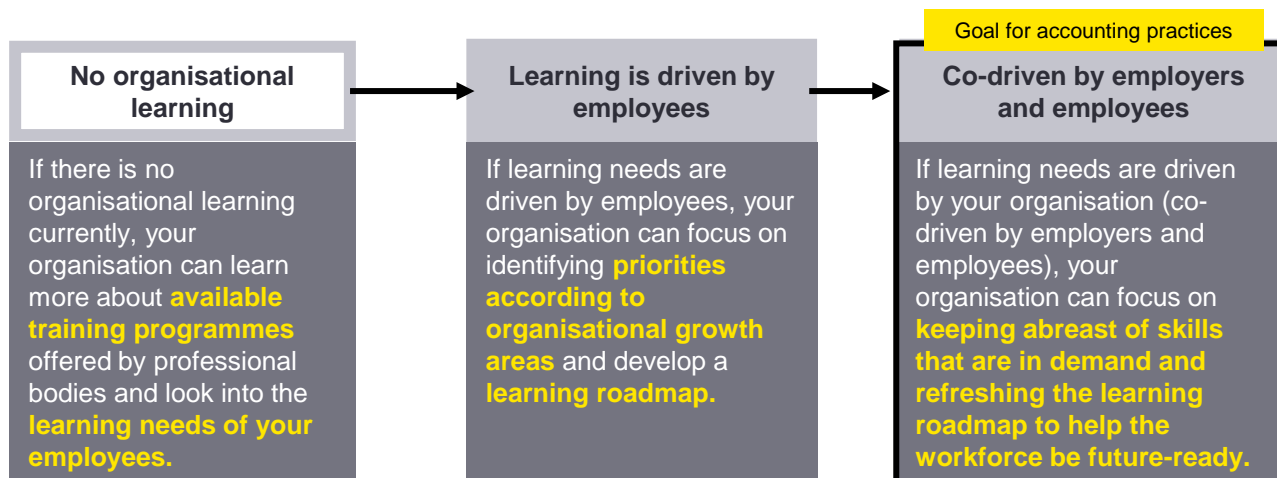 Goal for accounting practices
No organisational
learning
If there is no
organisational learning
currently, your
organisation can learn
more about available
training programmes
offered by professional
bodies and look into the
learning needs of your
employees.
Learning is driven by
employees
If learning needs are
driven by employees, your
organisation can focus on
identifying priorities
according to
organisational growth
areas and develop a
learning roadmap.
Co-driven by employers
and employees
If learning needs are driven
by your organisation (co-
driven by employers and
employees), your
organisation can focus on
keeping abreast of skills
that are in demand and
refreshing the learning
roadmap to help the
workforce be future-ready.